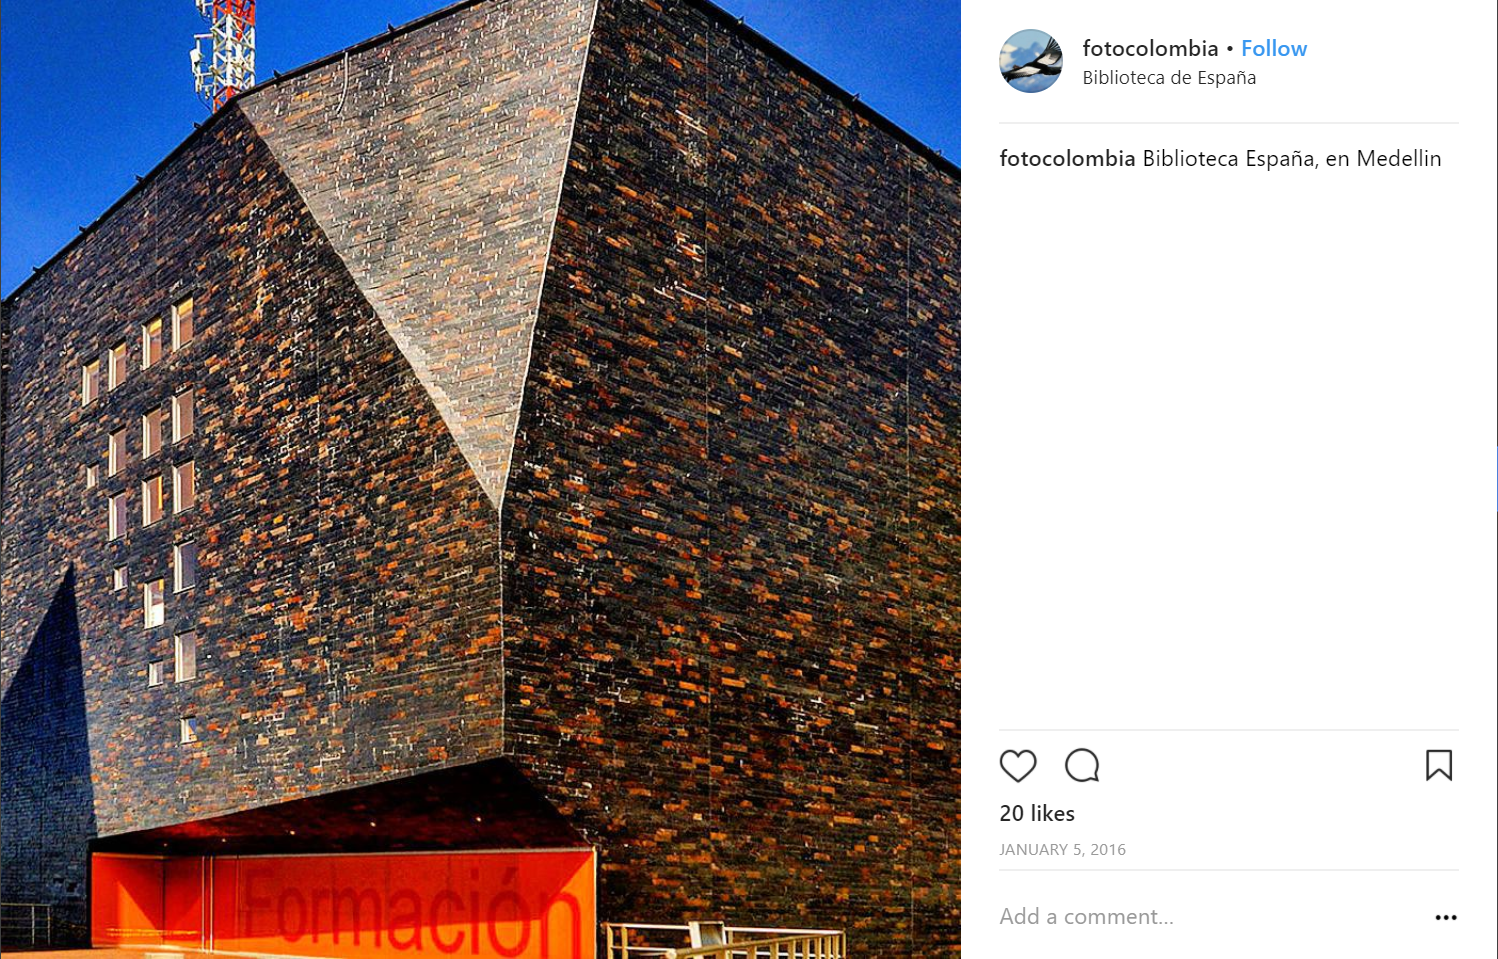 Formación
fotocolombia • Follow
Biblioteca de España
fotocolombia Biblioteca España, en Medellin
20 likes
JANUARY 5, 2016
Add a comment...